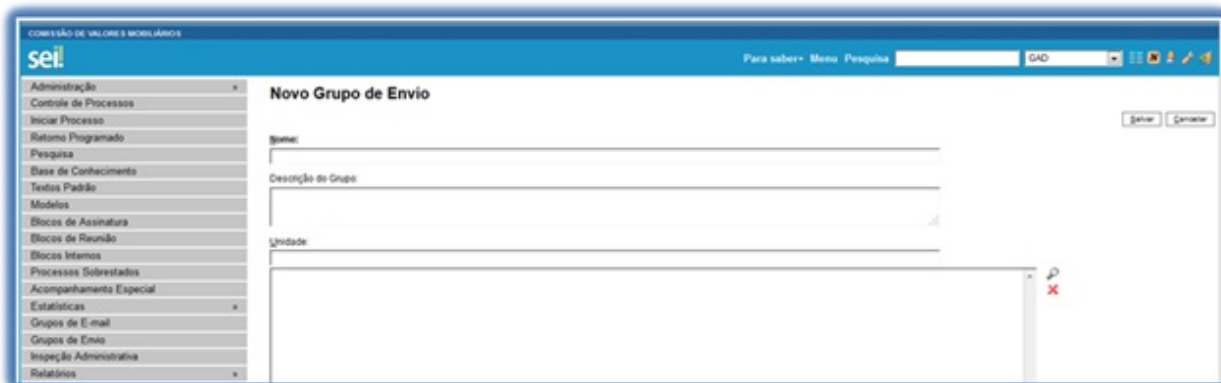 COMISSÃO DE VALORES MOBILIÁRIOS
sei!
Para saber+ Menu Pesquisa GAD
Administração »
Controle de Processos
Iniciar Processo
Retorno Programado
Pesquisa
Base de Conhecimento
Textos Padrão
Modelos
Blocos de Assinatura
Blocos de Reunião
Blocos Internos
Processos Sobrestados
Acompanhamento Especial
Estatísticas »
Grupos de E-mail
Grupos de Envio
Inspeção Administrativa
Relatórios »
Novo Grupo de Envio
Salvar Cancelar
Nome:
Descrição do Grupo:
Unidade: